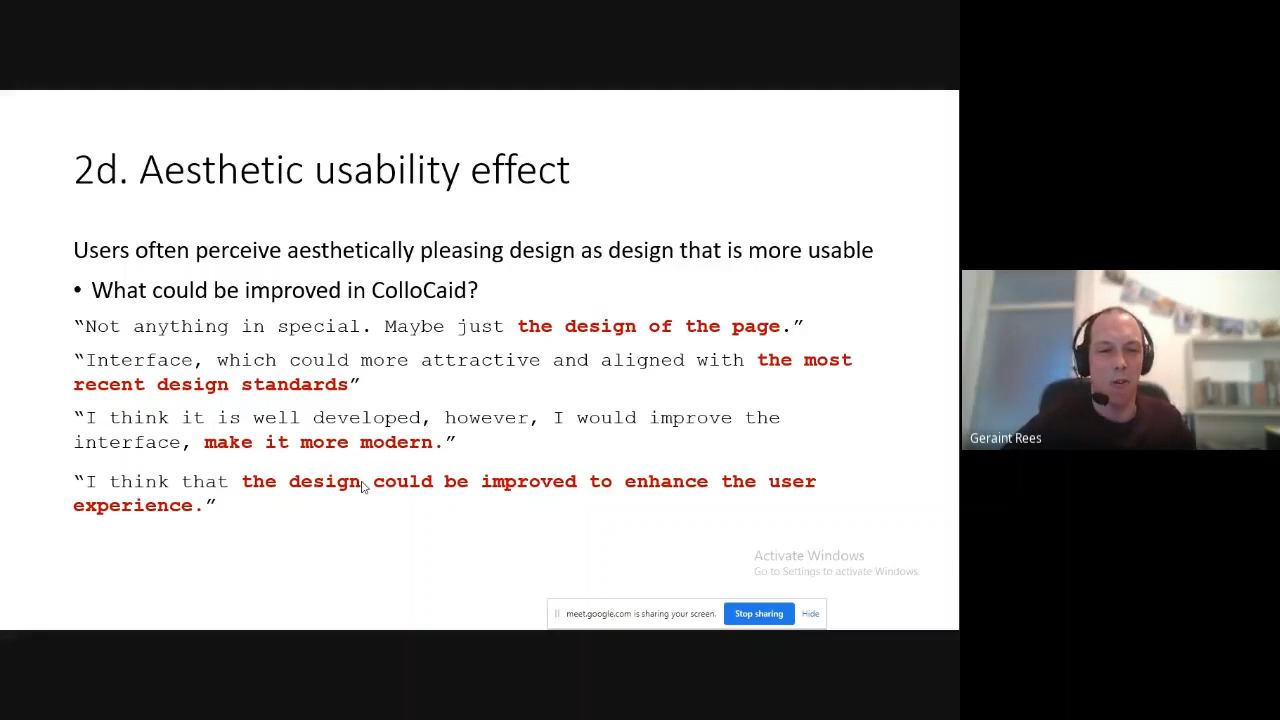 2d. Aesthetic usability effect
Users often perceive aesthetically pleasing design as design that is more usable
• What could be improved in ColloCaid?
“Not anything in special. Maybe just the design of the page.”
“Interface, which could more attractive and aligned with the most
recent design standards”
“I think it is well developed, however, I would improve the
interface, make it more modern.”
“I think that the design could be improved to enhance the user
experience.”
Geraint Rees
Activate Windows
Go to Settings to activate Windows.
meet.google.com is sharing your screen. Stop sharing Hide